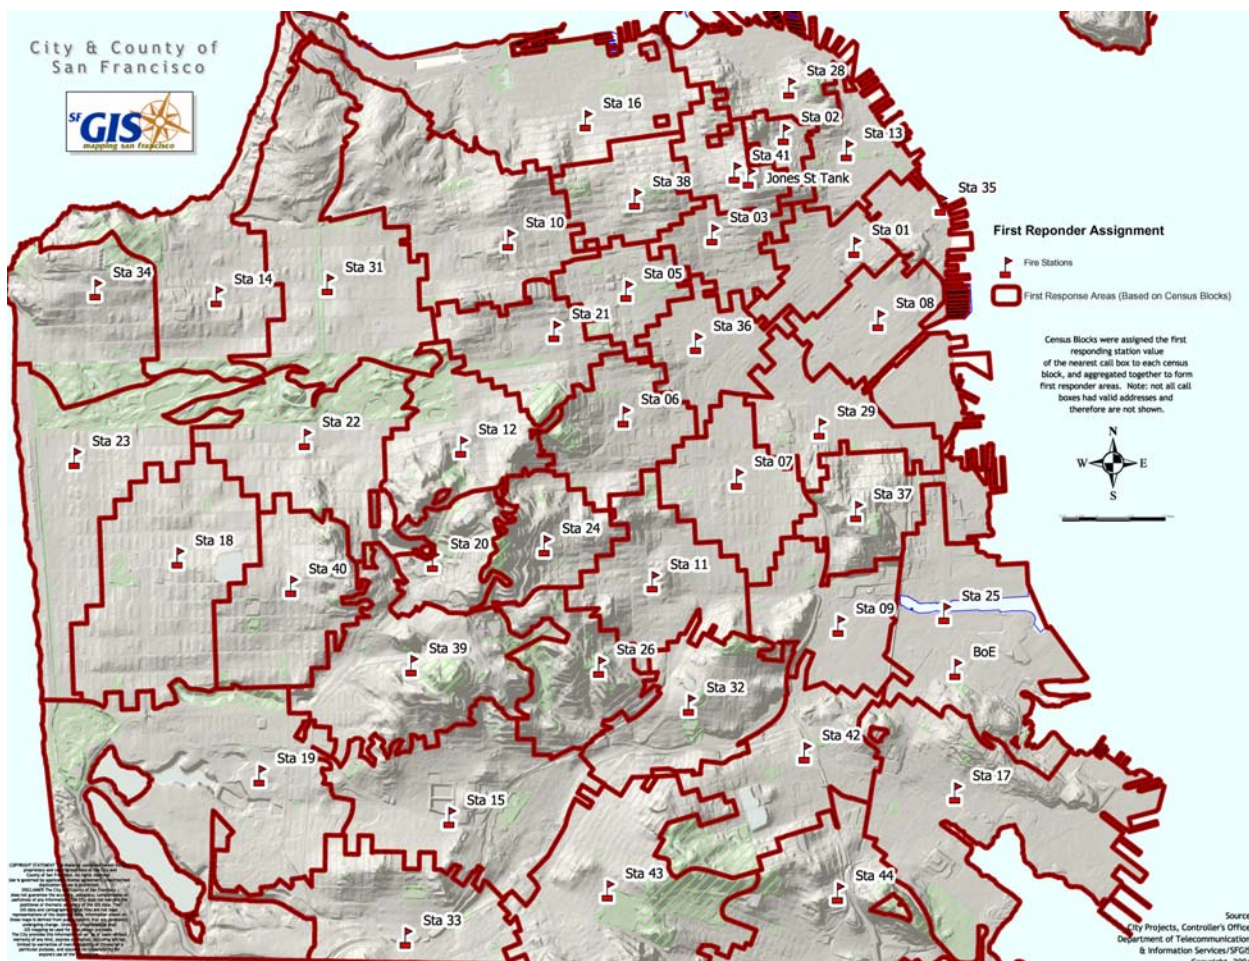 City & County of
San Francisco
SF GIS
mapping san francisco
Sta 28
Sta 16
Sta 02
Sta 13
Sta 41
Jones St Tank
Sta 38
Sta 35
Sta 03
Sta 10
Sta 01
First Reponder Assignment
Fire Stations
First Response Areas (Based on Census Blocks)
Sta 34
Sta 14
Sta 31
Sta 05
Sta 21
Sta 08
Sta 36
Census Blocks were assigned the first
responding station value
of the nearest call box to each census
block, and aggregated together to form
first responder areas. Note: not all call
boxes had valid addresses and
therefore are not shown.
Sta 06
Sta 29
Sta 22
Sta 23
Sta 12
Sta 07
N
W E
S
Sta 37
Sta 24
Sta 18
Sta 20
Sta 40
Sta 11
Sta 09
Sta 25
Sta 39
Sta 26
BoE
Sta 32
Sta 42
Sta 19
Sta 17
Sta 15
Sta 43
Sta 44
Sta 33
City Projects, Controller's Office
Department of Telecommunication
& Information Services/SFGIS